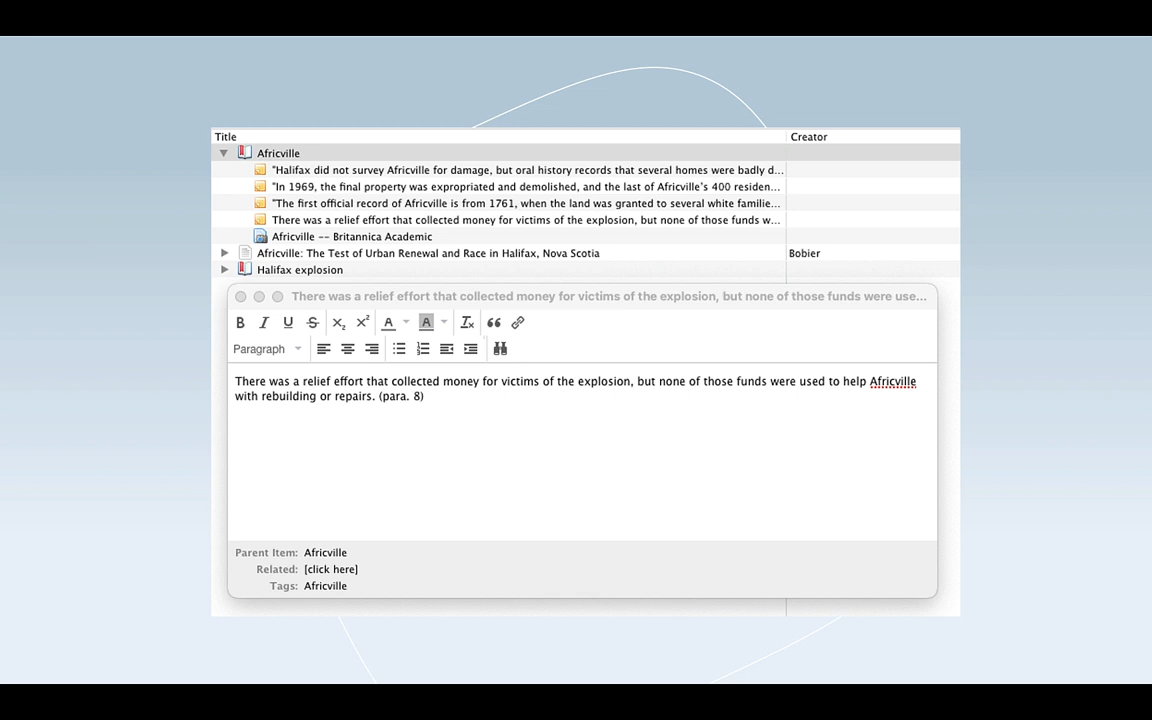 Title Creator
Africville
"Halifax did not survey Africville for damage, but oral history records that several homes were badly d...
"In 1969, the final property was expropriated and demolished, and the last of Africville's 400 residen...
"The first official record of Africville is from 1761, when the land was granted to several white familie...
There was a relief effort that collected money for victims of the explosion, but none of those funds w...
Africville -- Britannica Academic
Africville: The Test of Urban Renewal and Race in Halifax, Nova Scotia Bobier
Halifax explosion
There was a relief effort that collected money for victims of the explosion, but none of those funds were use...
B I U S X₂ X² A A Tx
Paragraph
There was a relief effort that collected money for victims of the explosion, but none of those funds were used to help Africville
with rebuilding or repairs. (para. 8)
Parent Item: Africville
Related: [click here]
Tags: Africville